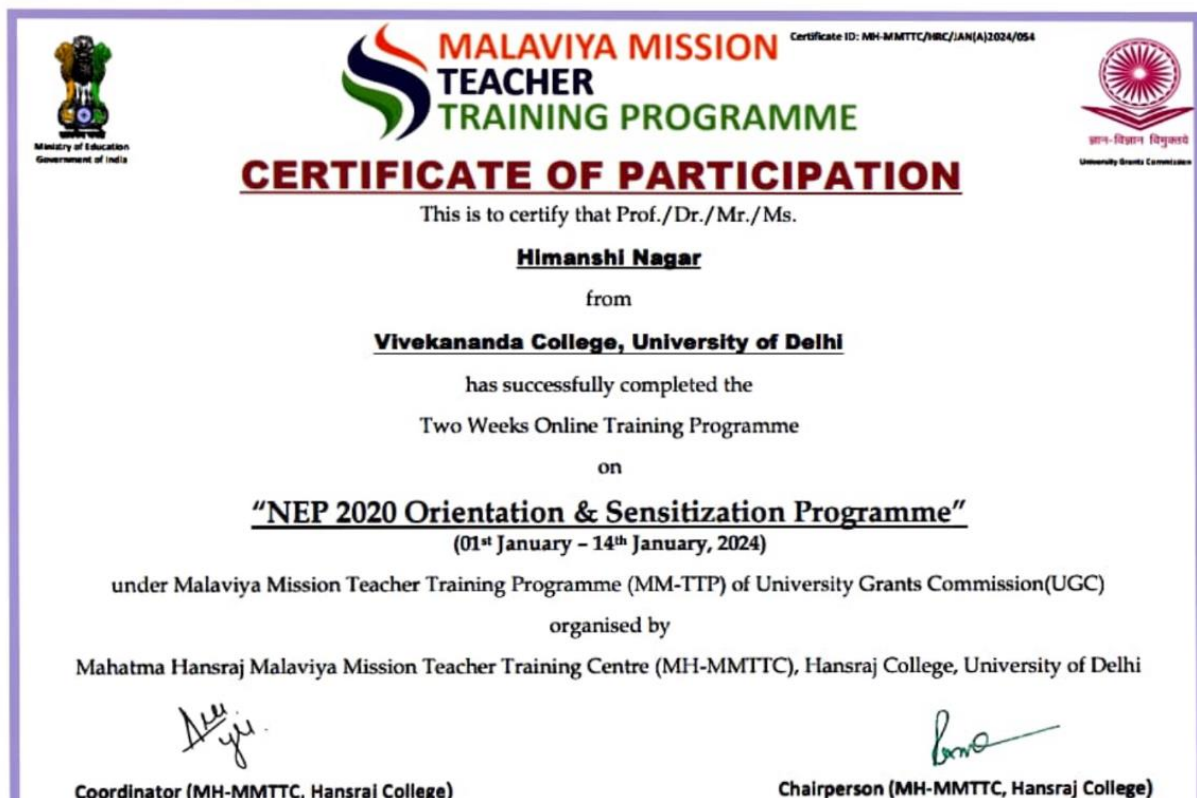 Certificate ID: MH-MMTTC/HRC/JAN(A)2024/054
MALAVIYA MISSION
TEACHER
TRAINING PROGRAMME
Ministry of Education
Government of India
ज्ञान-विज्ञान विमुक्तये
University Grants Commission
CERTIFICATE OF PARTICIPATION
This is to certify that Prof./Dr./Mr./Ms.
Himanshi Nagar
from
Vivekananda College, University of Delhi
has successfully completed the
Two Weeks Online Training Programme
on
“NEP 2020 Orientation & Sensitization Programme”
(01st January – 14th January, 2024)
under Malaviya Mission Teacher Training Programme (MM-TTP) of University Grants Commission(UGC)
organised by
Mahatma Hansraj Malaviya Mission Teacher Training Centre (MH-MMTTC), Hansraj College, University of Delhi
Coordinator (MH-MMTTC, Hansraj College)
Chairperson (MH-MMTTC, Hansraj College)